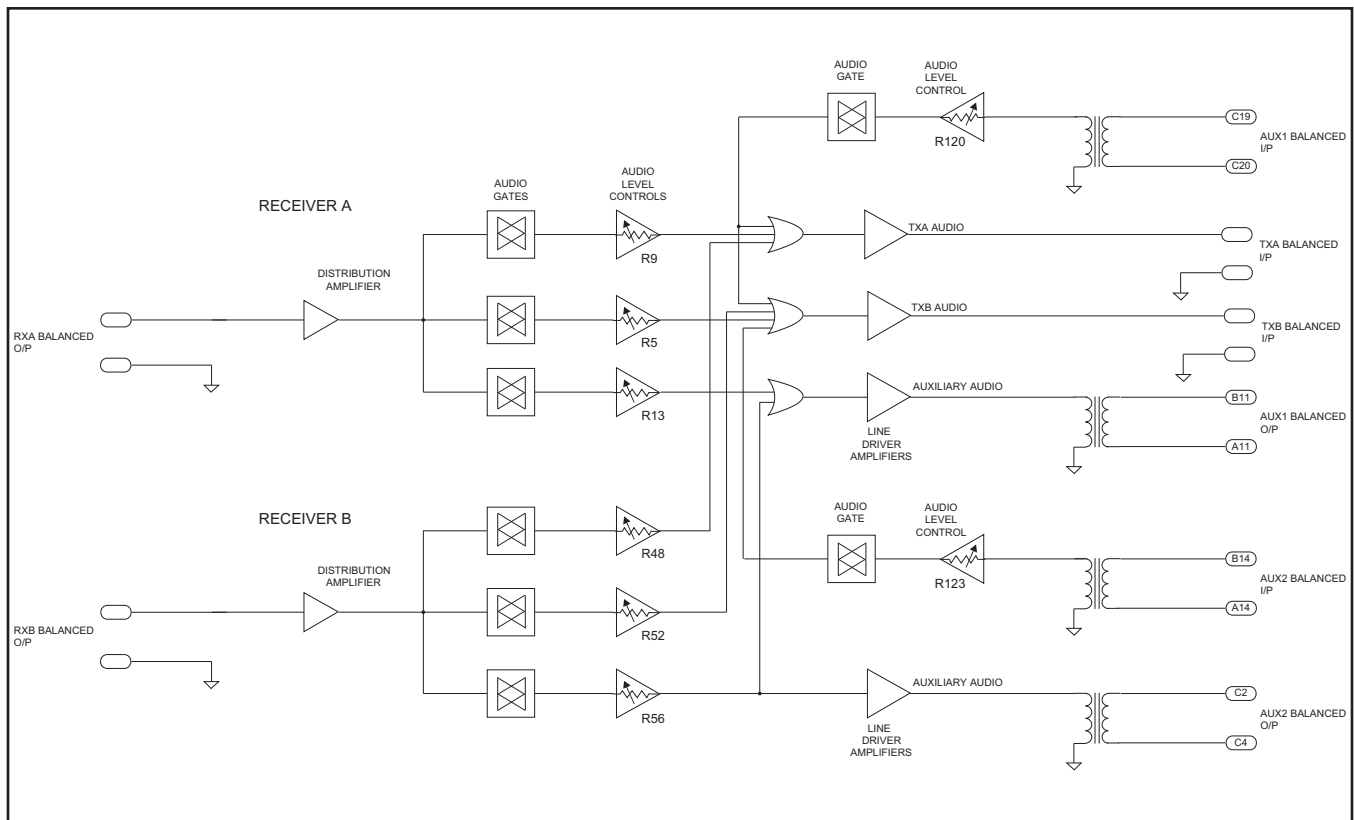 AUDIO
GATE
AUDIO
LEVEL
CONTROL
R120
C19
AUX1 BALANCED
I/P
C20
RECEIVER A
AUDIO
GATES
AUDIO
LEVEL
CONTROLS
R9
TXA AUDIO
TXA BALANCED
I/P
DISTRIBUTION
AMPLIFIER
RXA BALANCED
O/P
R5
TXB AUDIO
TXB BALANCED
I/P
R13
AUXILIARY AUDIO
LINE
DRIVER
AMPLIFIERS
B11
AUX1 BALANCED
O/P
A11
RECEIVER B
R48
AUDIO
GATE
AUDIO
LEVEL
CONTROL
R123
B14
AUX2 BALANCED
I/P
A14
DISTRIBUTION
AMPLIFIER
RXB BALANCED
O/P
R52
R56
AUXILIARY AUDIO
LINE
DRIVER
AMPLIFIERS
C2
AUX2 BALANCED
O/P
C4